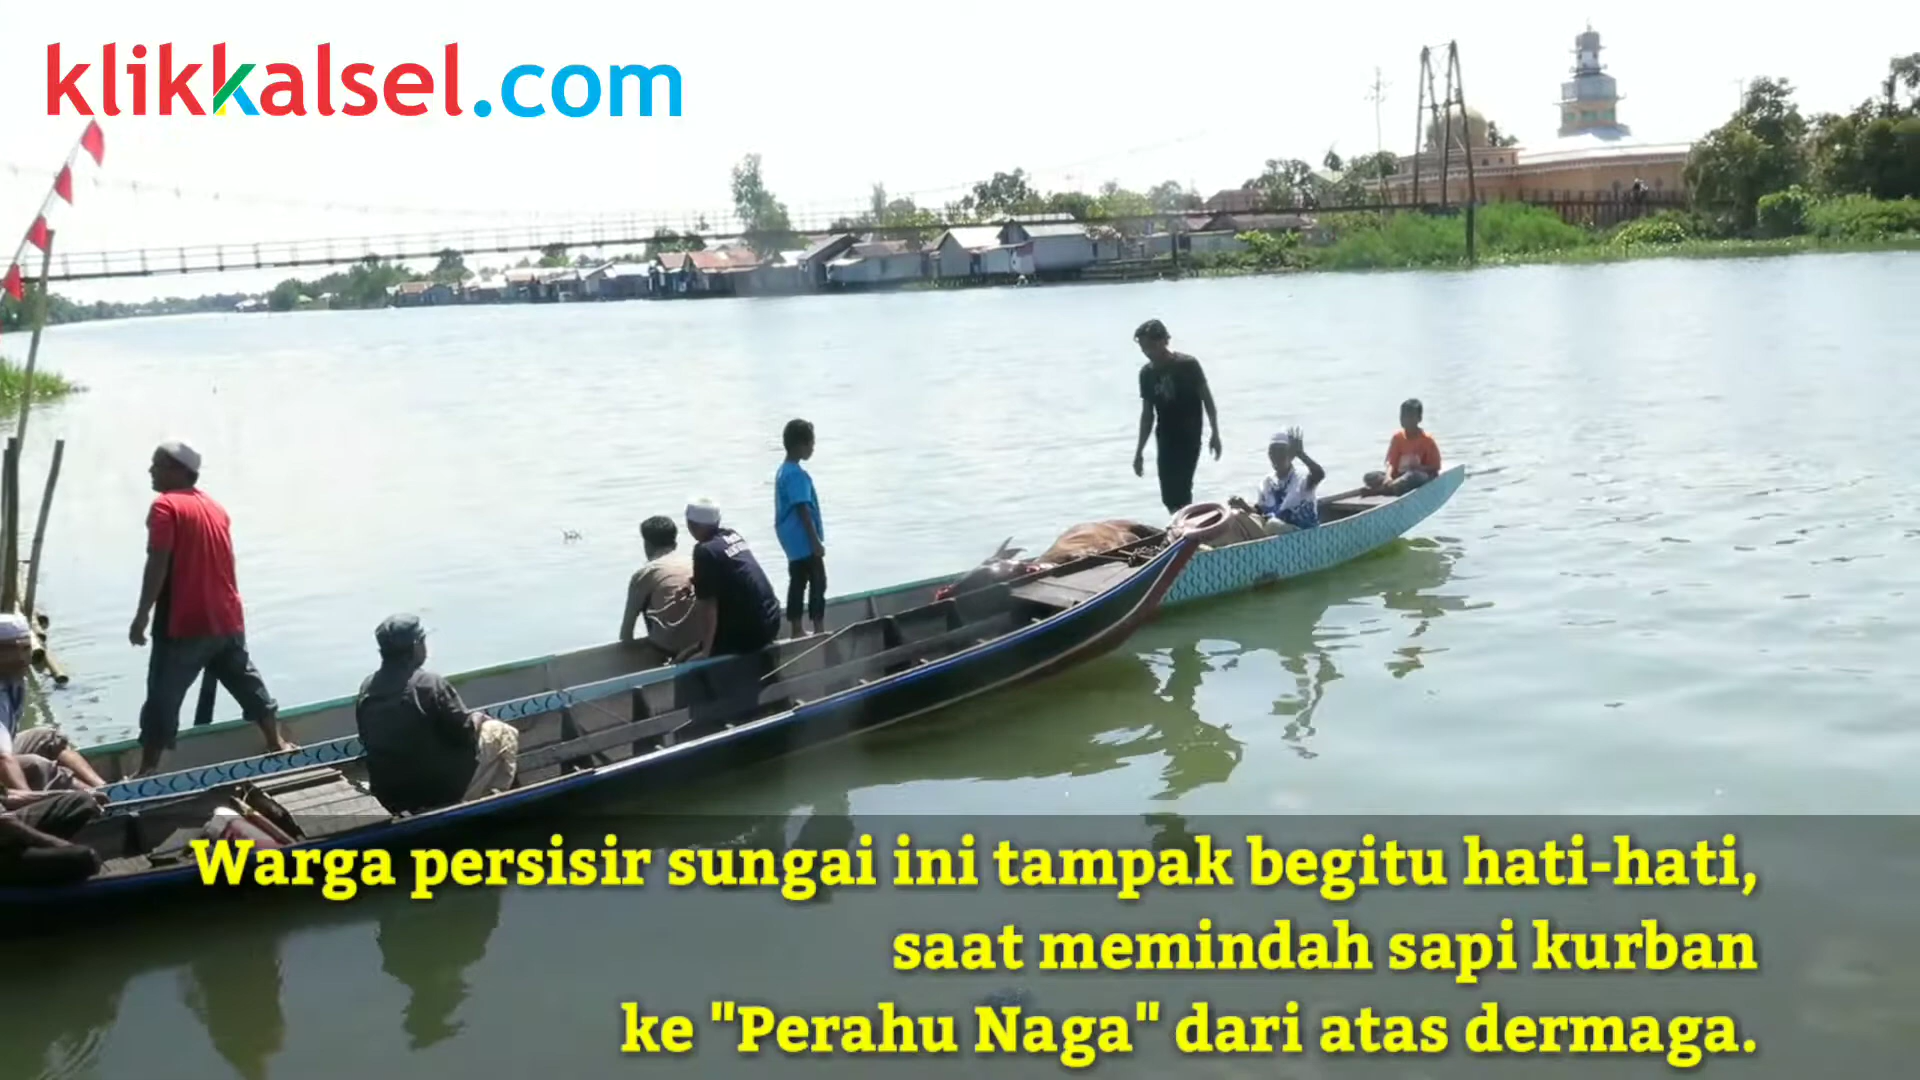 klikkalsel.com
Warga persisir sungai ini tampak begitu hati-hati,
saat memindah sapi kurban
ke "Perahu Naga" dari atas dermaga.